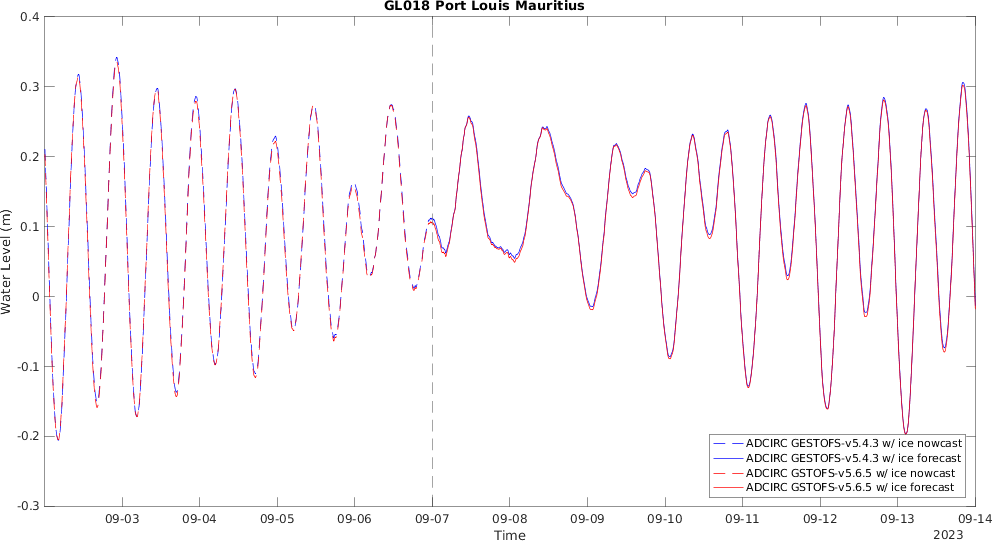 GL018 Port Louis Mauritius
0.4
0.3
0.2
0.1
0
-0.1
-0.2
-0.3
Water Level (m)
09-03 09-04 09-05 09-06 09-07 09-08 09-09 09-10 09-11 09-12 09-13 09-14
Time
2023
ADCIRC GESTOFS-v5.4.3 w/ ice nowcast
ADCIRC GESTOFS-v5.4.3 w/ ice forecast
ADCIRC GSTOFS-v5.6.5 w/ ice nowcast
ADCIRC GSTOFS-v5.6.5 w/ ice forecast